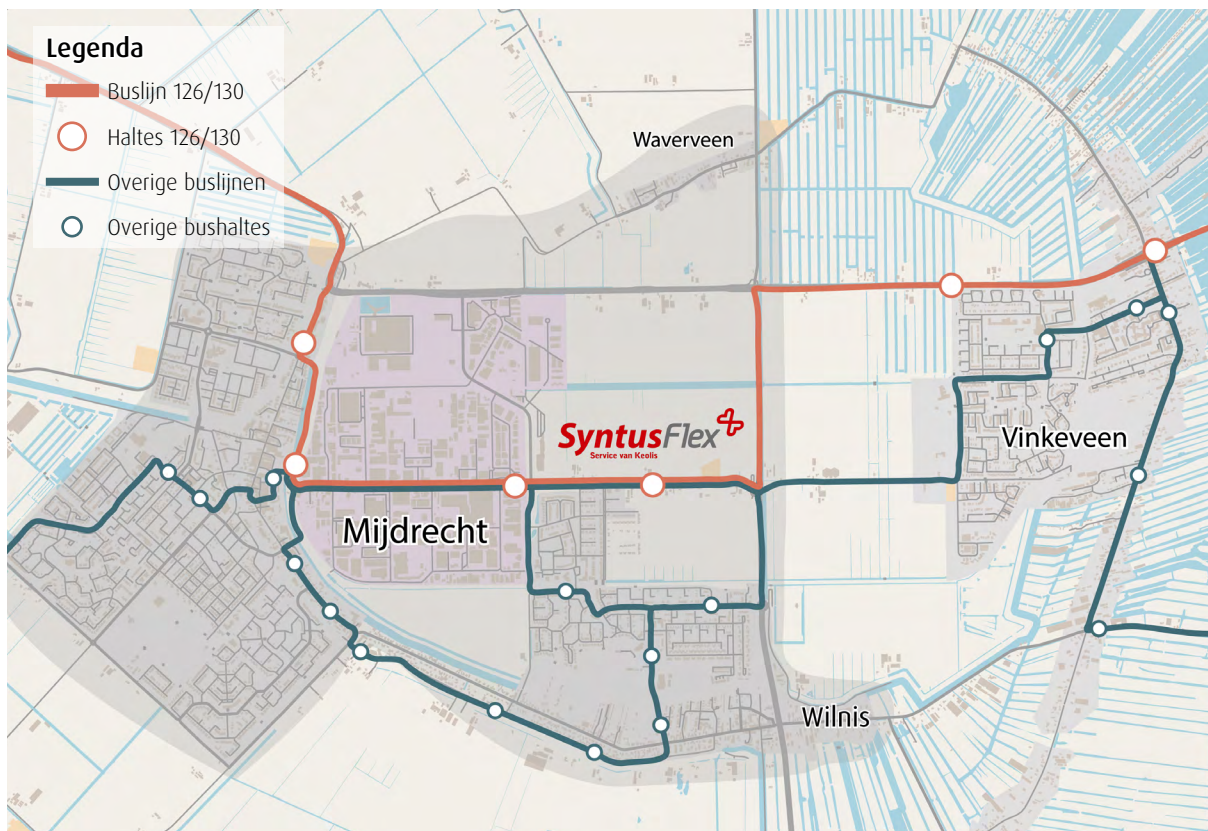 Legenda
Buslijn 126/130
Haltes 126/130
Overige buslijnen
Overige bushaltes
Waverveen
SyntusFlex
Service van Keolis
Vinkeveen
Mijdrecht
Wilnis